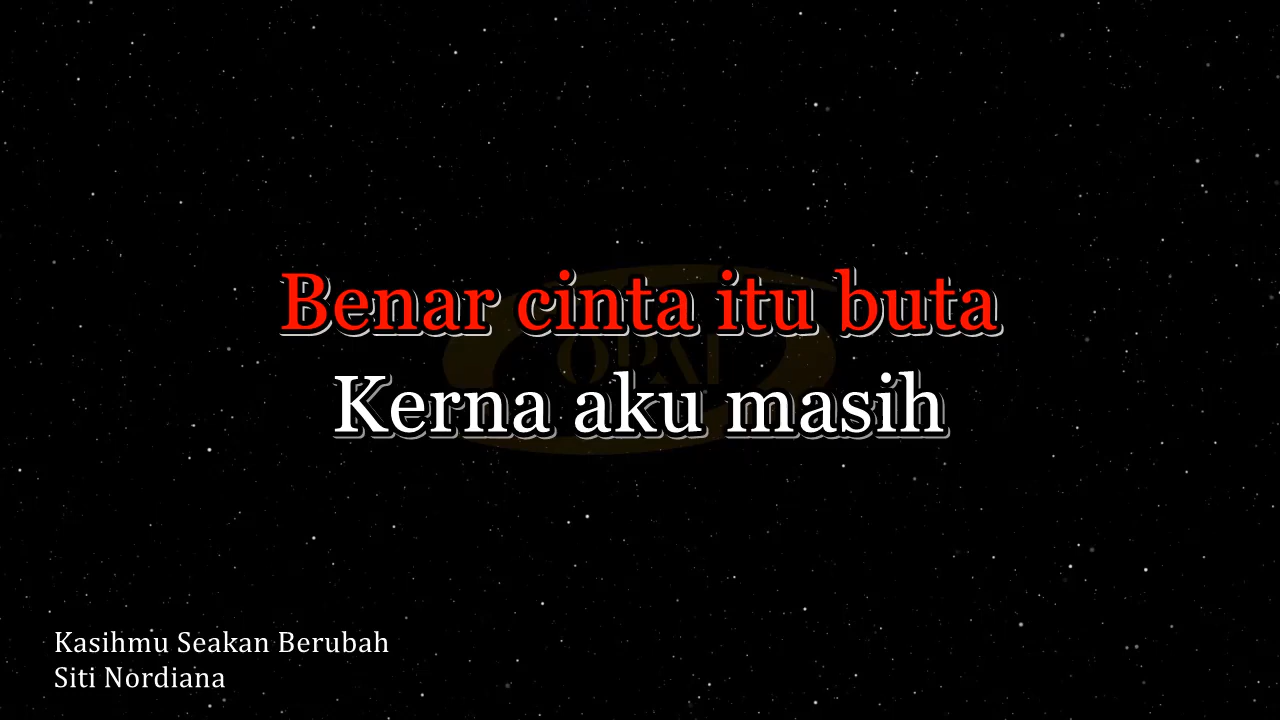 Benar cinta itu buta
Kerna aku masih
Kasihmu Seakan Berubah
Siti Nordiana